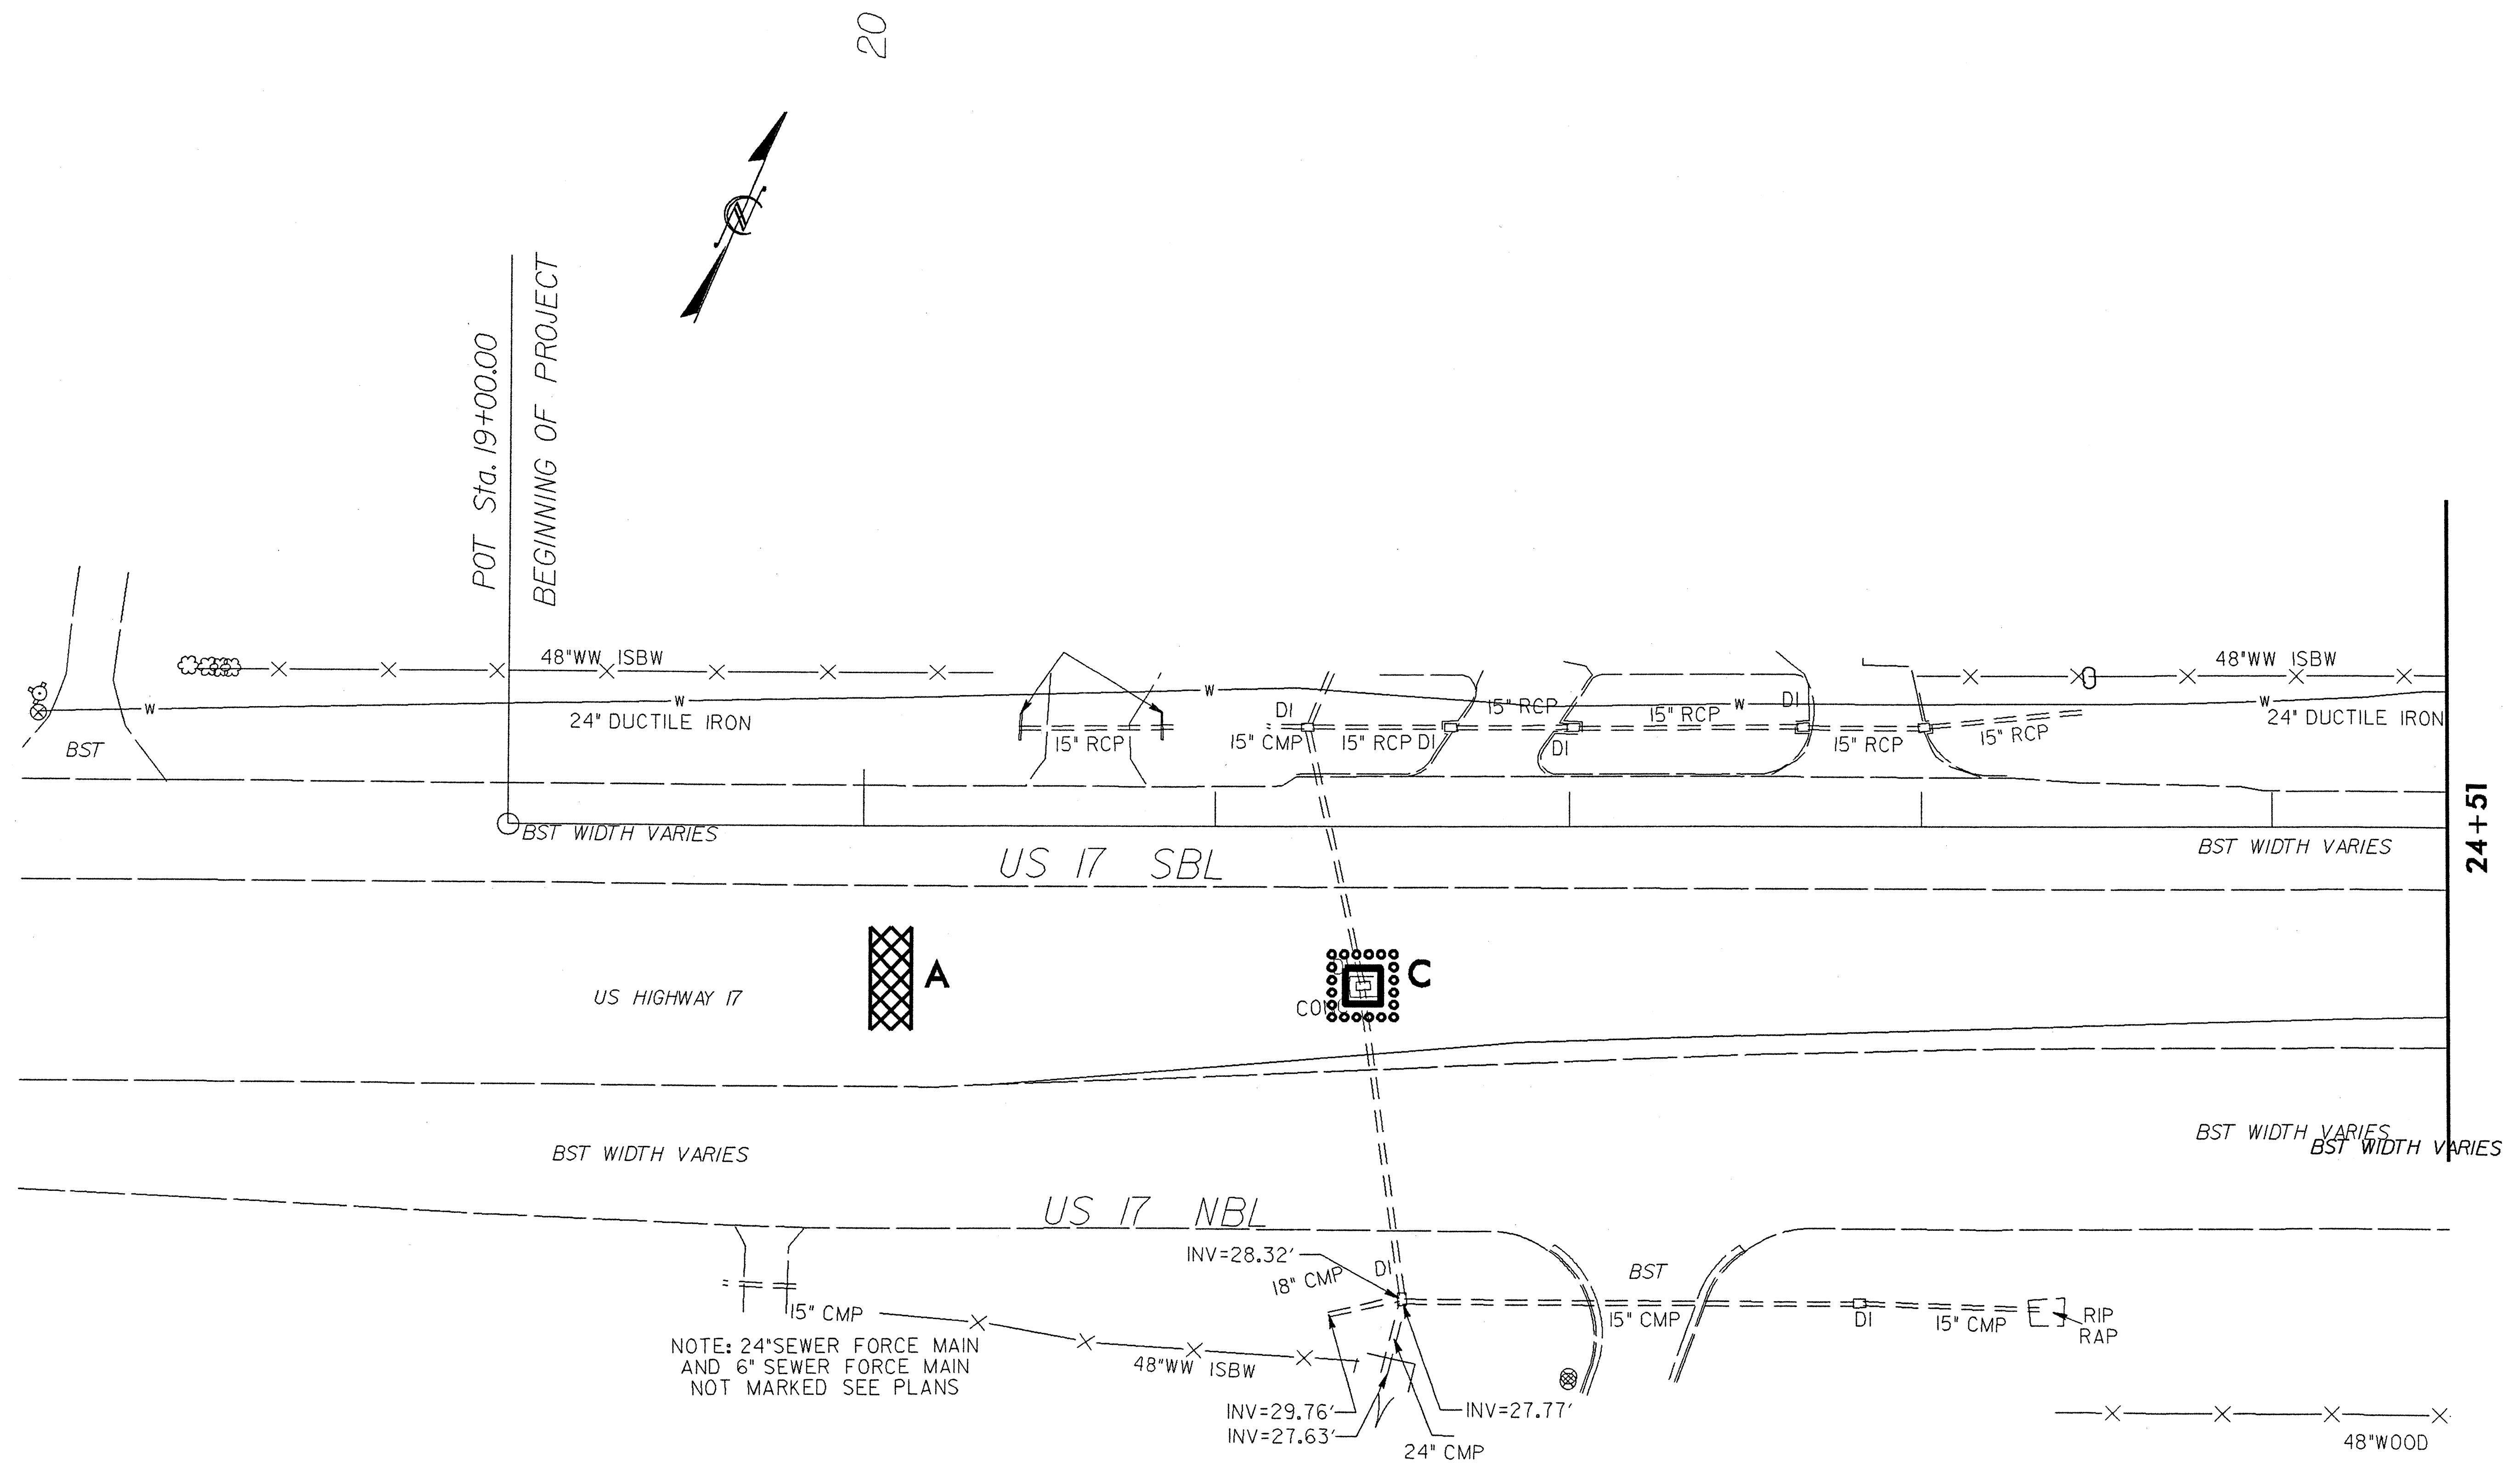 20
POT Sta. 19+00.00
BEGINNING OF PROJECT
48"WW ISBW
48"WW ISBW
W
W
W
W
W
24" DUCTILE IRON
24" DUCTILE IRON
BST
15" RCP
DI
15" CMP
15" RCP DI
15" RCP
DI
15" RCP
DI
15" RCP
15" RCP
24+51
BST WIDTH VARIES
BST WIDTH VARIES
US 17 SBL
A
C
US HIGHWAY 17
BST WIDTH VARIES
BST WIDTH VARIES
BST WIDTH VARIES
US 17 NBL
INV=28.32'
18" CMP
DI
BST
15" CMP
15" CMP
DI
15" CMP
RIP
RAP
NOTE: 24"SEWER FORCE MAIN
AND 6" SEWER FORCE MAIN
NOT MARKED SEE PLANS
48"WW ISBW
INV=29.76'
INV=27.63'
INV=27.77'
24" CMP
48"WOOD